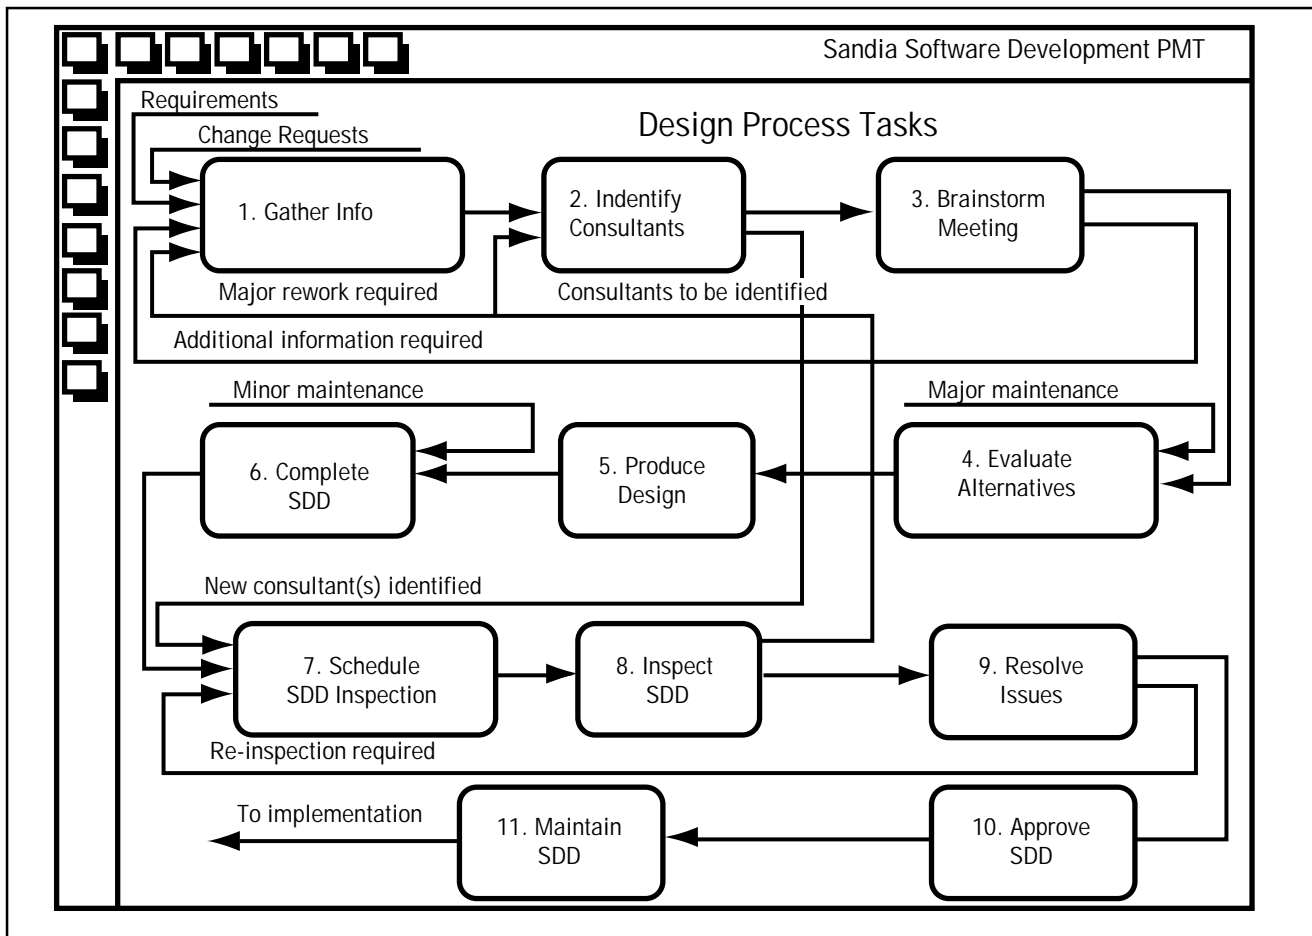 Sandia Software Development PMT
Design Process Tasks
Requirements
Change Requests
1. Gather Info
2. Indentify
Consultants
3. Brainstorm
Meeting
Major rework required
Consultants to be identified
Additional information required
Minor maintenance
Major maintenance
6. Complete
SDD
5. Produce
Design
4. Evaluate
Alternatives
New consultant(s) identified
7. Schedule
SDD Inspection
8. Inspect
SDD
9. Resolve
Issues
Re-inspection required
To implementation
11. Maintain
SDD
10. Approve
SDD